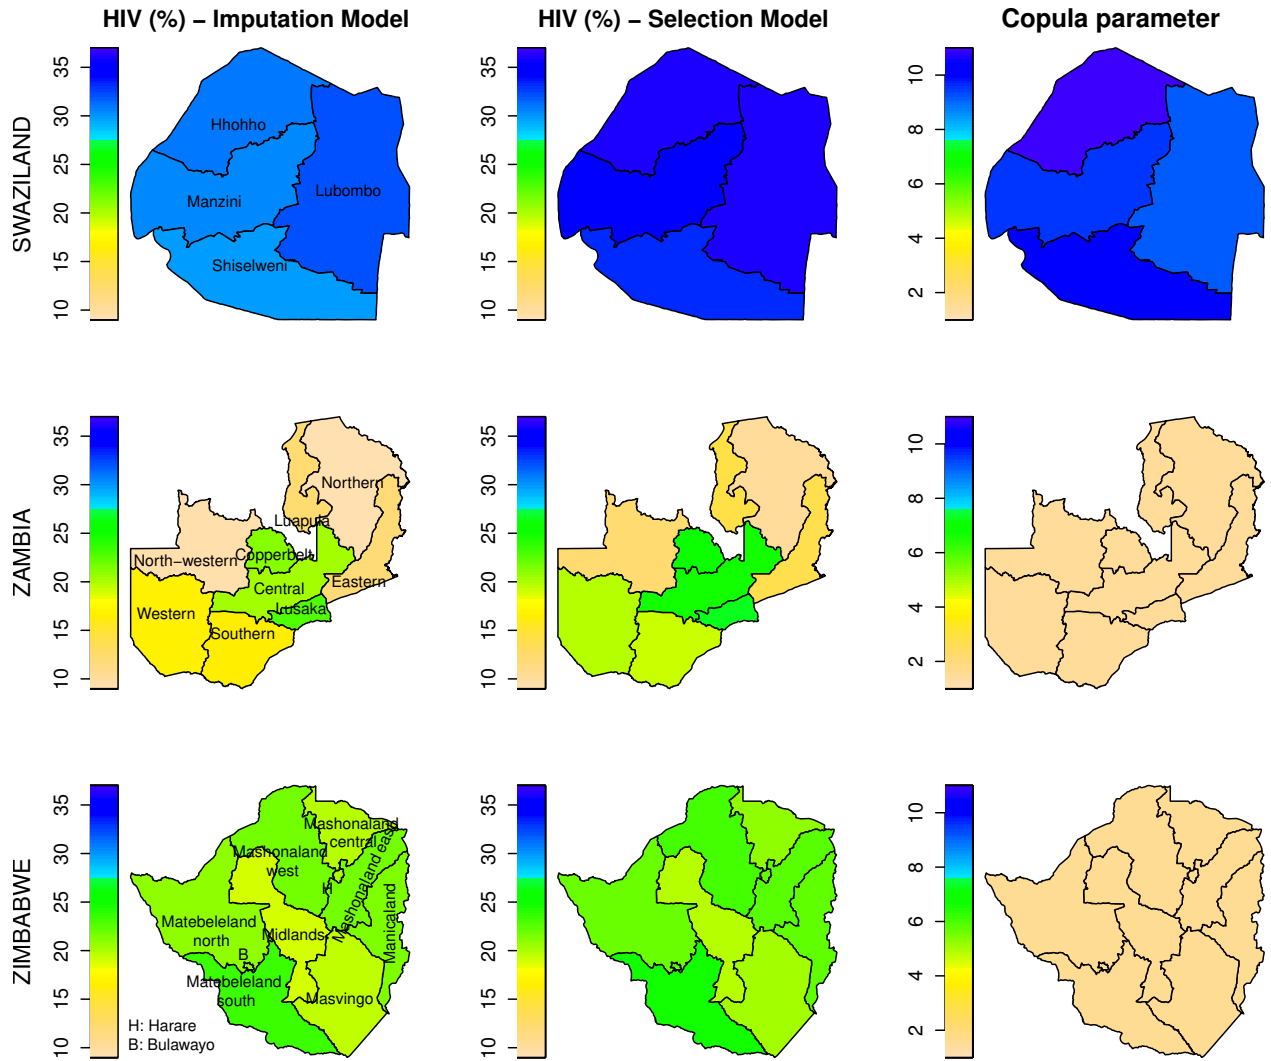 HIV (%) – Imputation Model
HIV (%) – Selection Model
Copula parameter
SWAZILAND
35
30
25
20
15
10
Hhohho
Manzini
Lubombo
Shiselweni
35
30
25
20
15
10
10
8
6
4
2
ZAMBIA
35
30
25
20
15
10
Northern
Luapula
North–western
Copperbelt
Central
Eastern
Lusaka
Western
Southern
35
30
25
20
15
10
10
8
6
4
2
ZIMBABWE
35
30
25
20
15
10
Mashonaland
central
Mashonaland
west
Mashonaland east
H
Manicaland
Matebeleland
north
Midlands
B
Matebeleland
south
Masvingo
H: Harare
B: Bulawayo
35
30
25
20
15
10
10
8
6
4
2